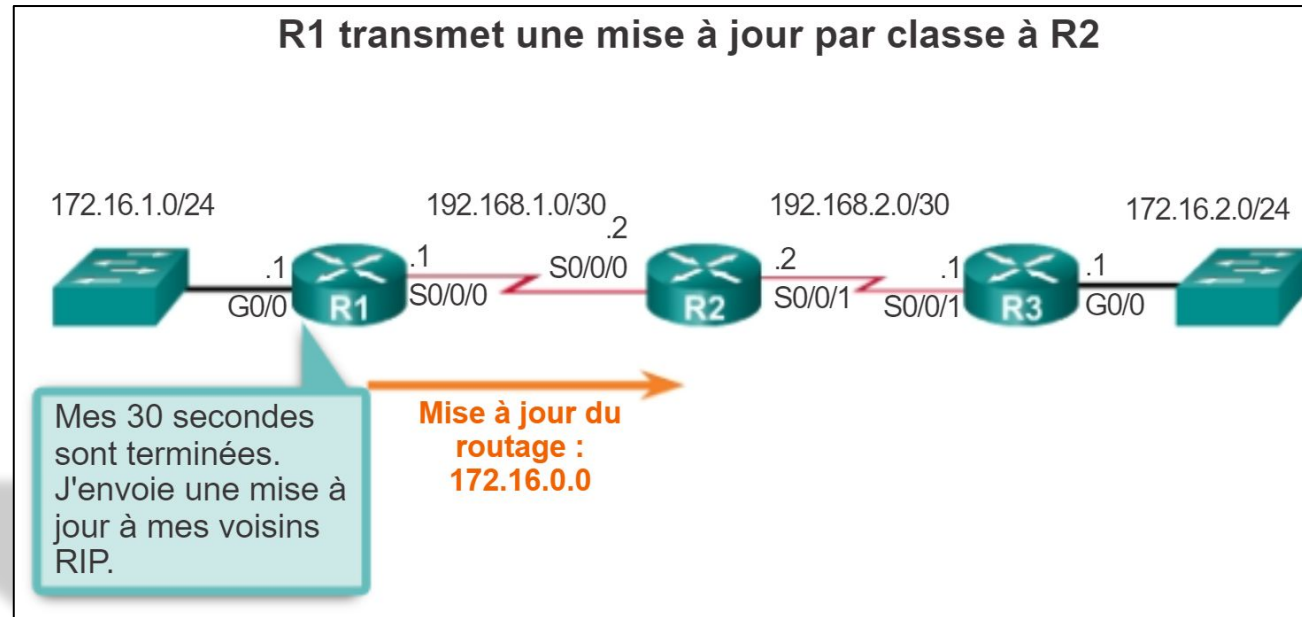 R1 transmet une mise à jour par classe à R2
172.16.1.0/24
192.168.1.0/30
192.168.2.0/30
172.16.2.0/24
.1
G0/0
R1
.1
S0/0/0
.2
S0/0/0
R2
.2
S0/0/1
.1
S0/0/1
R3
.1
G0/0
Mes 30 secondes
sont terminées.
J'envoie une mise à
jour à mes voisins
RIP.
Mise à jour du
routage :
172.16.0.0